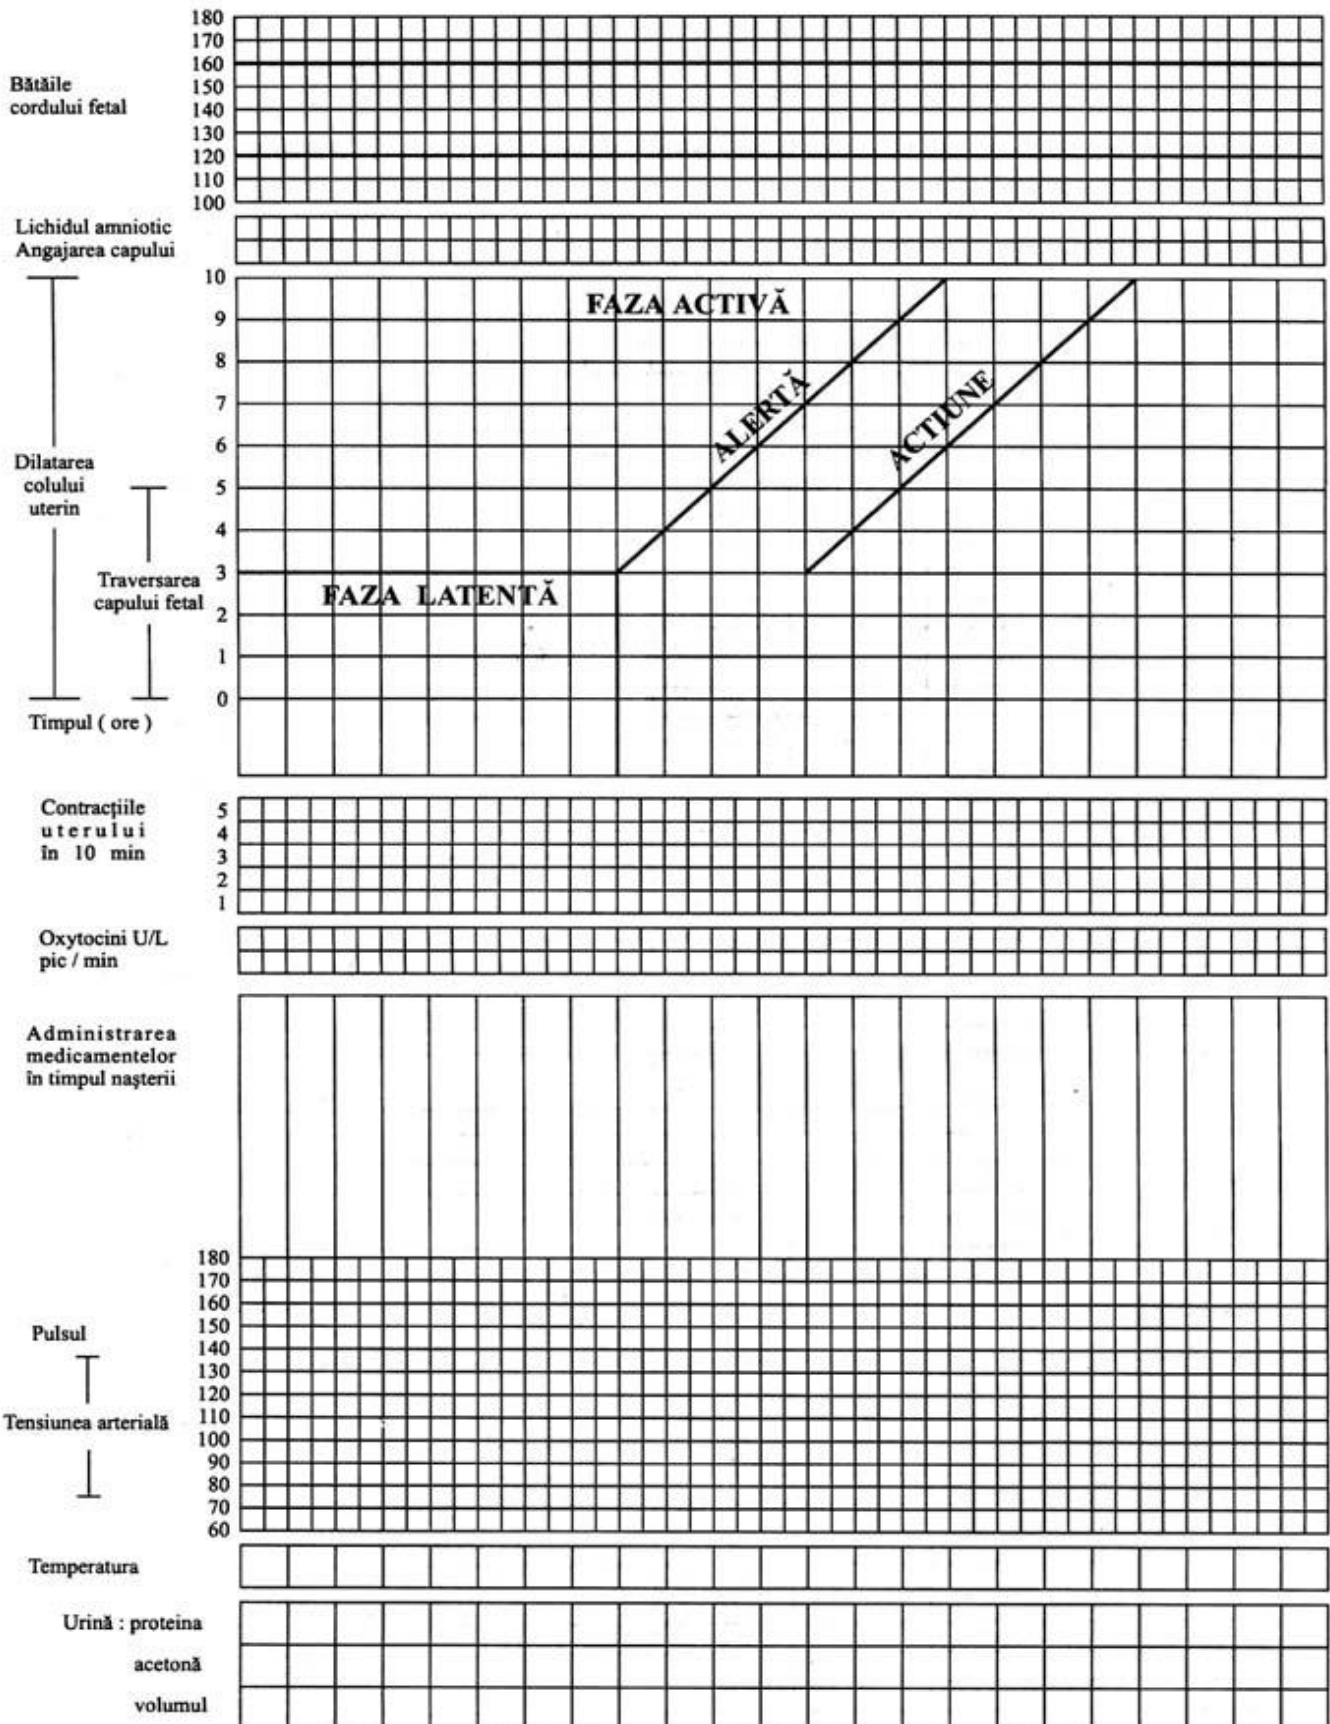 180
170
160
150
140
130
120
110
100
Bătăile
cordului fetal
Lichidul amniotic
Angajarea capului
10
9
8
7
6
5
4
3
2
1
0
FAZA ACTIVĂ
ALERTĂ
ACŢIUNE
FAZA LATENTĂ
Dilatarea
colului
uterin
Traversarea
capului fetal
Timpul ( ore )
Contracțiile
uterului
în 10 min
5
4
3
2
1
Oxytocini U/L
pic / min
Administrarea
medicamentelor
în timpul nașterii
180
170
160
150
140
130
120
110
100
90
80
70
60
Pulsul
Tensiunea arterială
Temperatura
Urină : proteina
acetonă
volumul